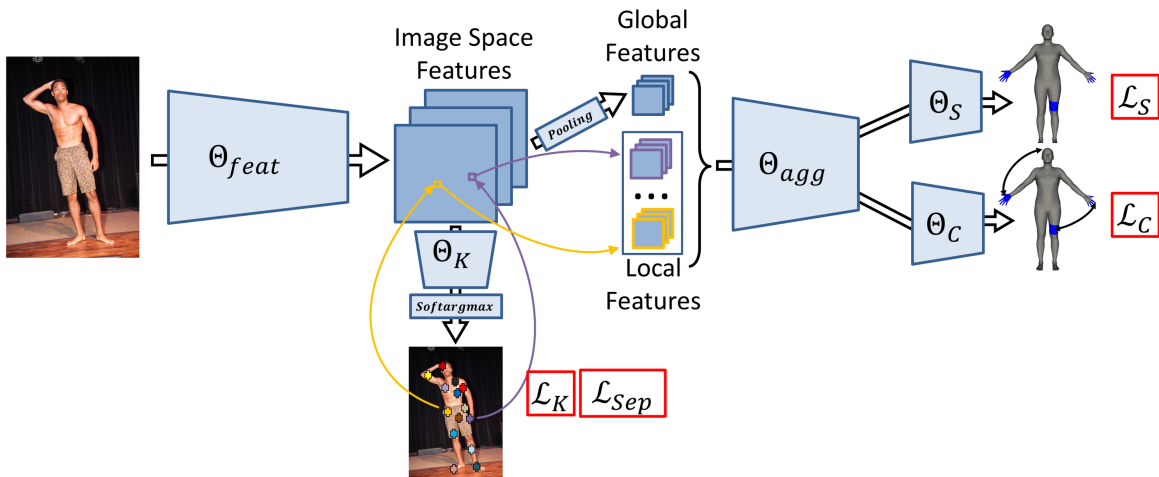 Image Space
Features
Global
Features
Pooling
Θ_feat
Θ_K
Softargmax
Local
Features
Θ_agg
Θ_S
Θ_C
ℒ_S
ℒ_C
ℒ_K
ℒ_Sep